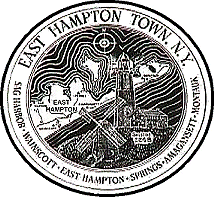 EAST HAMPTON TOWN N.Y.
SAG HARBOR · WAINSCOTT · EAST HAMPTON · SPRINGS · AMAGANSETT · MONTAUK
EAST
HAMPTON